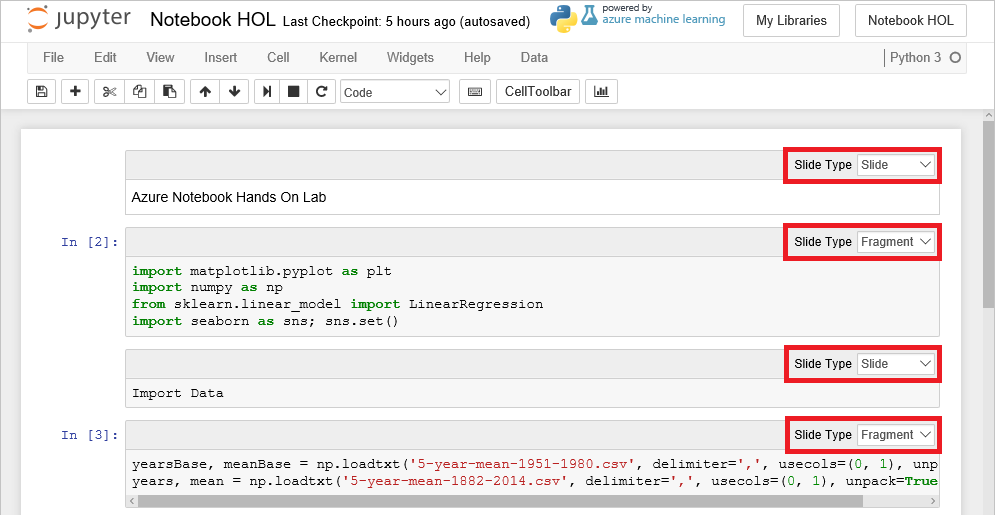 jupyter Notebook HOL Last Checkpoint: 5 hours ago (autosaved)
powered by
azure machine learning
My Libraries
Notebook HOL
File Edit View Insert Cell Kernel Widgets Help Data
Python 3
Code
CellToolbar
Slide Type Slide
Azure Notebook Hands On Lab
Slide Type Fragment
In [2]:
import matplotlib.pyplot as plt
import numpy as np
from sklearn.linear_model import LinearRegression
import seaborn as sns; sns.set()
Slide Type Slide
Import Data
Slide Type Fragment
In [3]:
yearsBase, meanBase = np.loadtxt('5-year-mean-1951-1980.csv', delimiter=',', usecols=(0, 1), unp
years, mean = np.loadtxt('5-year-mean-1882-2014.csv', delimiter=',', usecols=(0, 1), unpack=True,